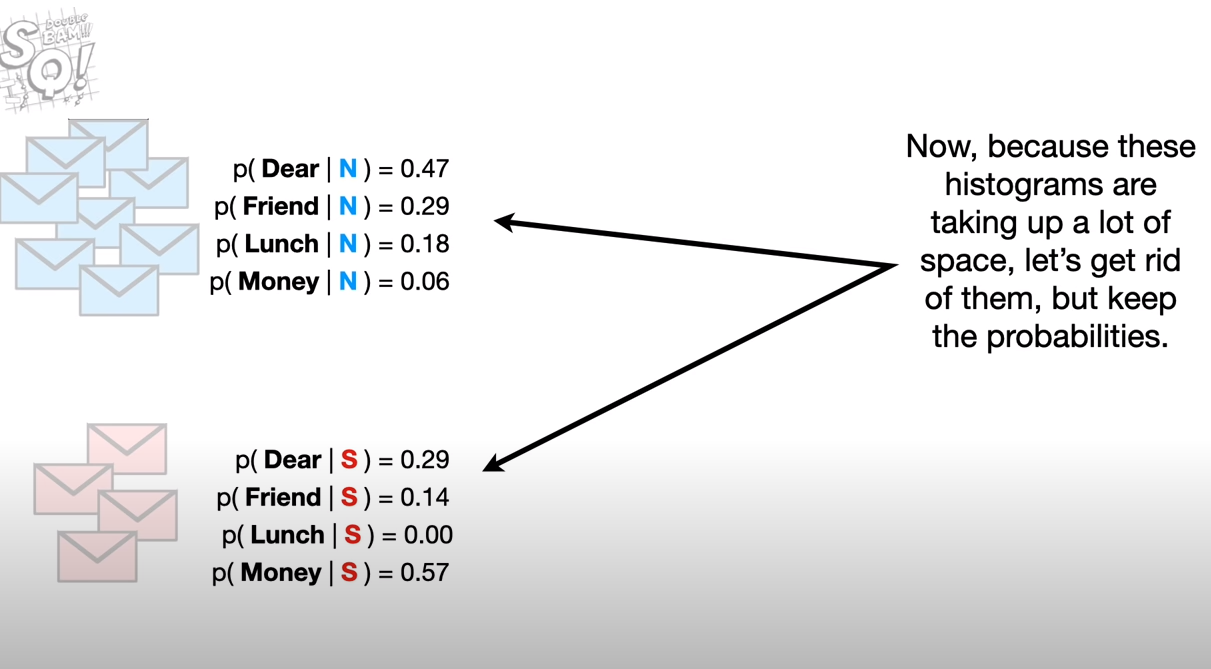 S
DOUBLE
BAM!!!
Q!
p( Dear | N ) = 0.47
p( Friend | N ) = 0.29
p( Lunch | N ) = 0.18
p( Money | N ) = 0.06
Now, because these
histograms are
taking up a lot of
space, let’s get rid
of them, but keep
the probabilities.
p( Dear | S ) = 0.29
p( Friend | S ) = 0.14
p( Lunch | S ) = 0.00
p( Money | S ) = 0.57